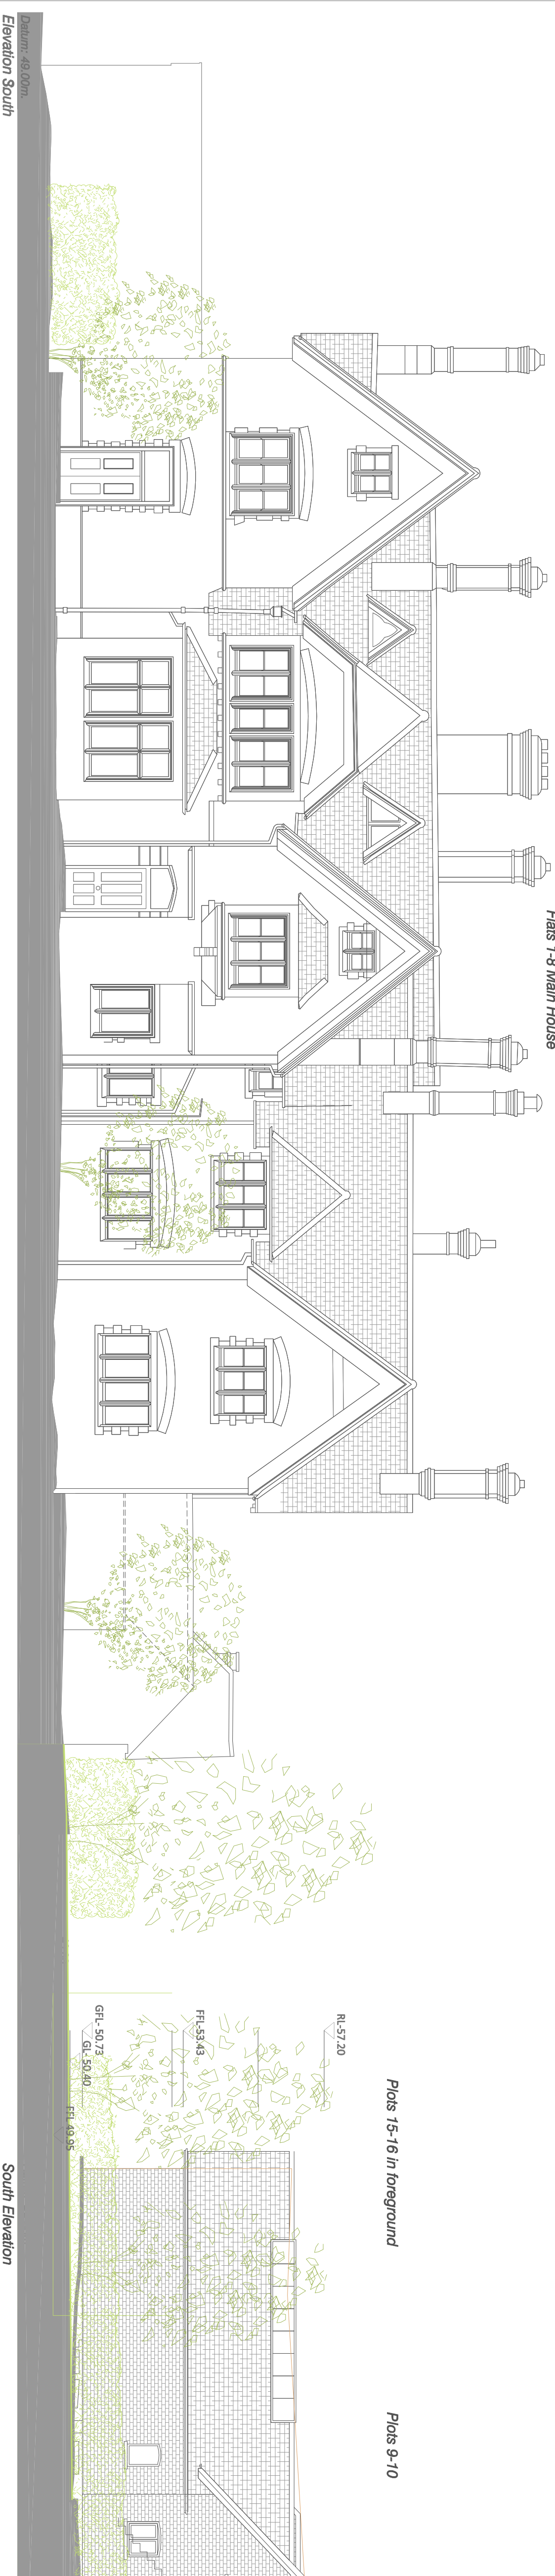 Flats 1-8 Main House
Plots 15-16 in foreground
Plots 9-10
RL-57.20
FFL-53.43
GFL- 50.73
GL- 50.40
FFL 49.95
Datum: 49.00m.
Elevation South
South Elevation